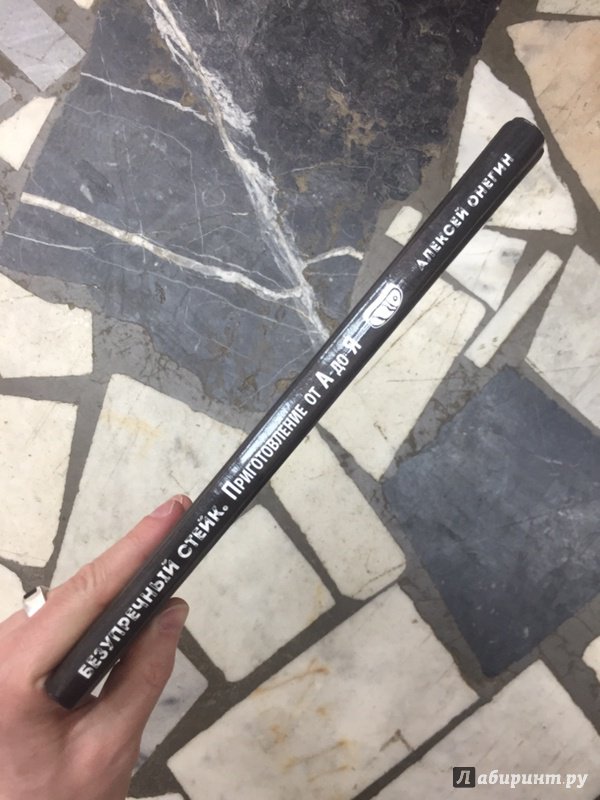 БЕЗУПРЕЧНЫЙ СТЕЙК. ПРИГОТОВЛЕНИЕ ОТ А ДО Я АЛЕКСЕЙ ОНЕГИН
Лабиринт.ру